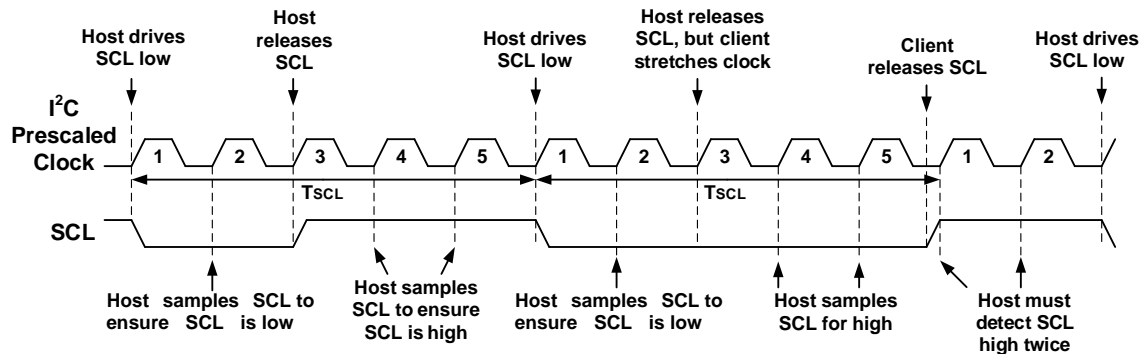 Host drives
SCL low
Host
releases
SCL
Host drives
SCL low
Host releases
SCL, but client
stretches clock
Client
releases SCL
Host drives
SCL low
I2C
Prescaled
Clock
1 2 3 4 5 1 2 3 4 5 1 2
TSCL TSCL
SCL
Host samples SCL to
ensure SCL is low
Host samples
SCL to ensure
SCL is high
Host samples SCL to
ensure SCL is low
Host samples
SCL for high
Host must
detect SCL
high twice